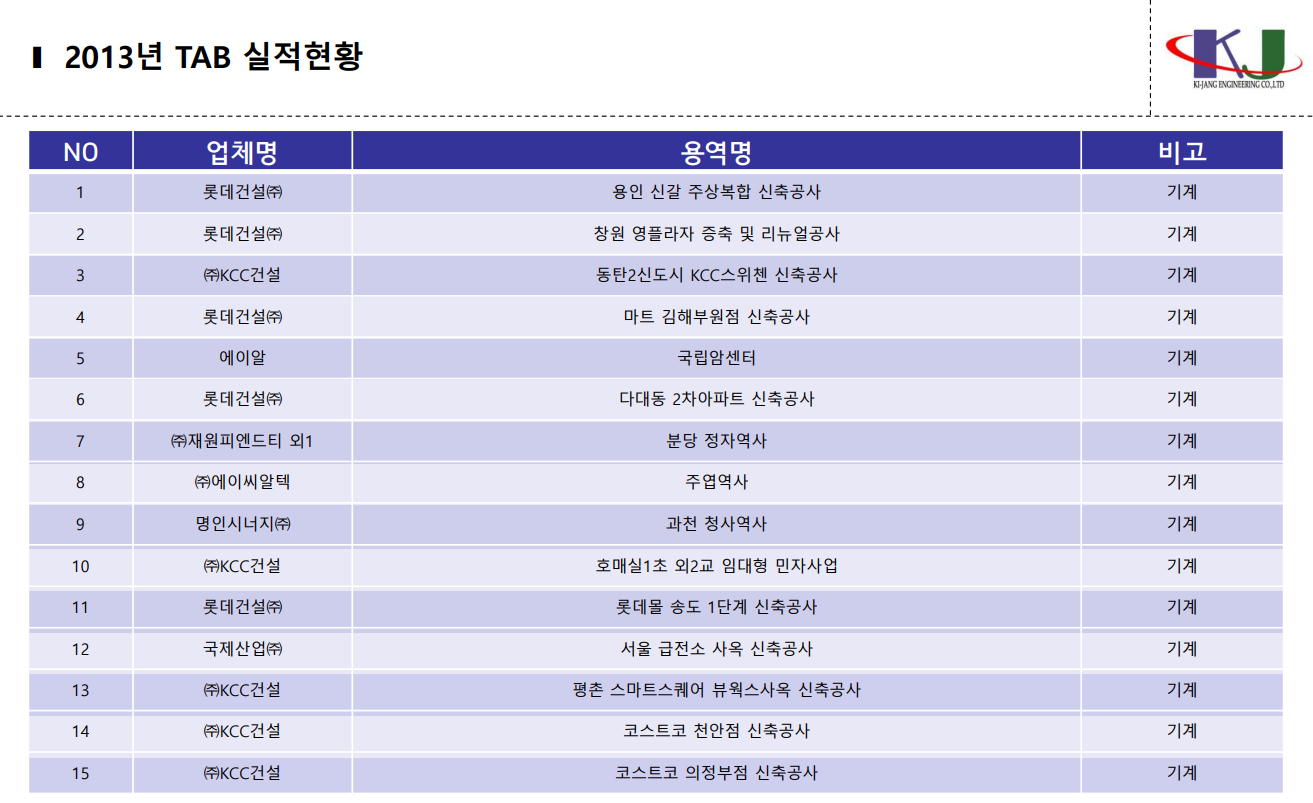 2013년 TAB 실적현황
KJ
KI-JANG ENGINEERING CO.,LTD
NO 업체명 용역명 비고
1 롯데건설㈜ 용인 신갈 주상복합 신축공사 기계
2 롯데건설㈜ 창원 영플라자 증축 및 리뉴얼공사 기계
3 ㈜KCC건설 동탄2신도시 KCC스위첸 신축공사 기계
4 롯데건설㈜ 마트 김해부원점 신축공사 기계
5 에이알 국립암센터 기계
6 롯데건설㈜ 다대동 2차아파트 신축공사 기계
7 ㈜재원피엔드티 외1 분당 정자역사 기계
8 ㈜에이씨알텍 주엽역사 기계
9 명인시너지㈜ 과천 청사역사 기계
10 ㈜KCC건설 호매실1초 외2교 임대형 민자사업 기계
11 롯데건설㈜ 롯데몰 송도 1단계 신축공사 기계
12 국제산업㈜ 서울 급전소 사옥 신축공사 기계
13 ㈜KCC건설 평촌 스마트스퀘어 뷰웍스사옥 신축공사 기계
14 ㈜KCC건설 코스트코 천안점 신축공사 기계
15 ㈜KCC건설 코스트코 의정부점 신축공사 기계